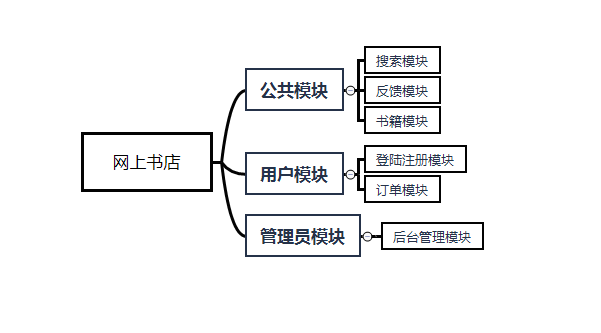 网上书店
公共模块
搜索模块
反馈模块
书籍模块
用户模块
登陆注册模块
订单模块
管理员模块
后台管理模块